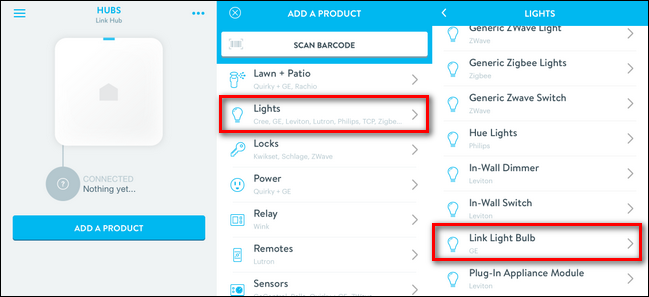 HUBS
Link Hub
CONNECTED
Nothing yet...
ADD A PRODUCT
ADD A PRODUCT
SCAN BARCODE
Lawn + Patio
Quirky + GE, Rachio
Lights
Cree, GE, Leviton, Lutron, Philips, TCP, Zigbe...
Locks
Kwikset, Schlage, ZWave
Power
Quirky + GE
Relay
Wink
Remotes
Lutron
Sensors
LIGHTS
Generic ZWave Light
ZWave
Generic Zigbee Lights
Zigbee
Generic Zwave Switch
ZWave
Hue Lights
Philips
In-Wall Dimmer
Leviton
In-Wall Switch
Leviton
Link Light Bulb
GE
Plug-In Appliance Module
Leviton